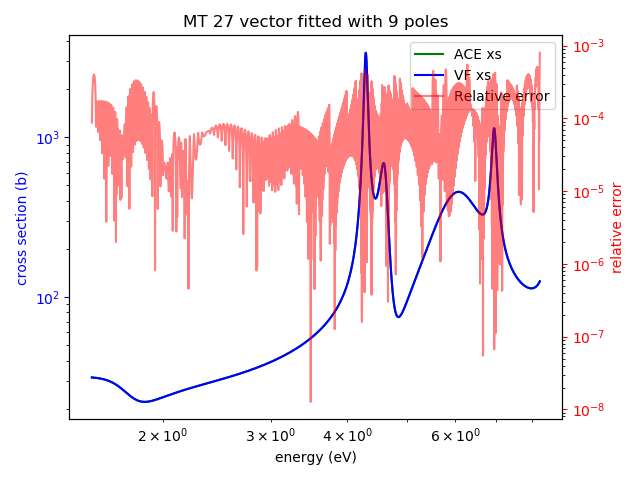 MT 27 vector fitted with 9 poles
ACE xs
VF xs
Relative error
cross section (b)
10³
10²
relative error
10⁻³
10⁻⁴
10⁻⁵
10⁻⁶
10⁻⁷
10⁻⁸
2 × 10⁰ 3 × 10⁰ 4 × 10⁰ 6 × 10⁰
energy (eV)